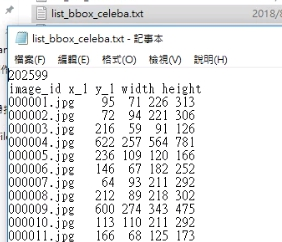 list_bbox_celeba.txt 2018/8
list_bbox_celeba.txt - 記事本
檔案(F) 編輯(E) 格式(O) 檢視(V) 說明(H)
202599
image_id x_1 y_1 width height
000001.jpg 95 71 226 313
000002.jpg 72 94 221 306
000003.jpg 216 59 91 126
000004.jpg 622 257 564 781
000005.jpg 236 109 120 166
000006.jpg 146 67 182 252
000007.jpg 64 93 211 292
000008.jpg 212 89 218 302
000009.jpg 600 274 343 475
000010.jpg 113 110 211 292
000011.jpg 166 68 125 173